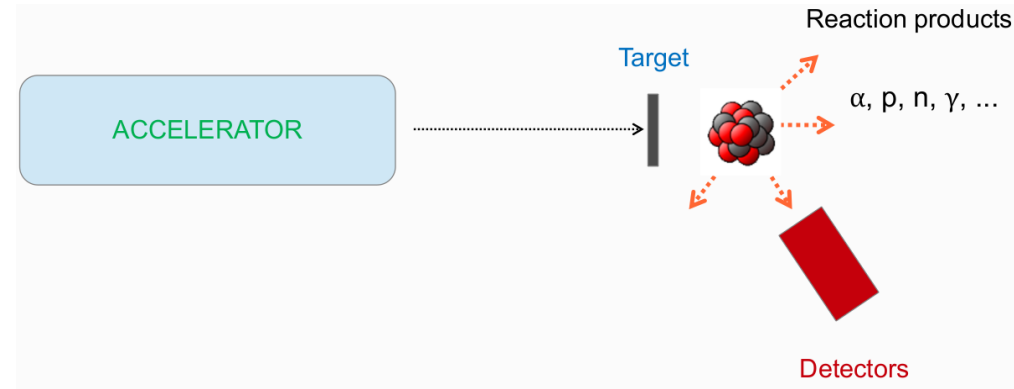 Reaction products
Target
α, p, n, γ, ...
ACCELERATOR
Detectors